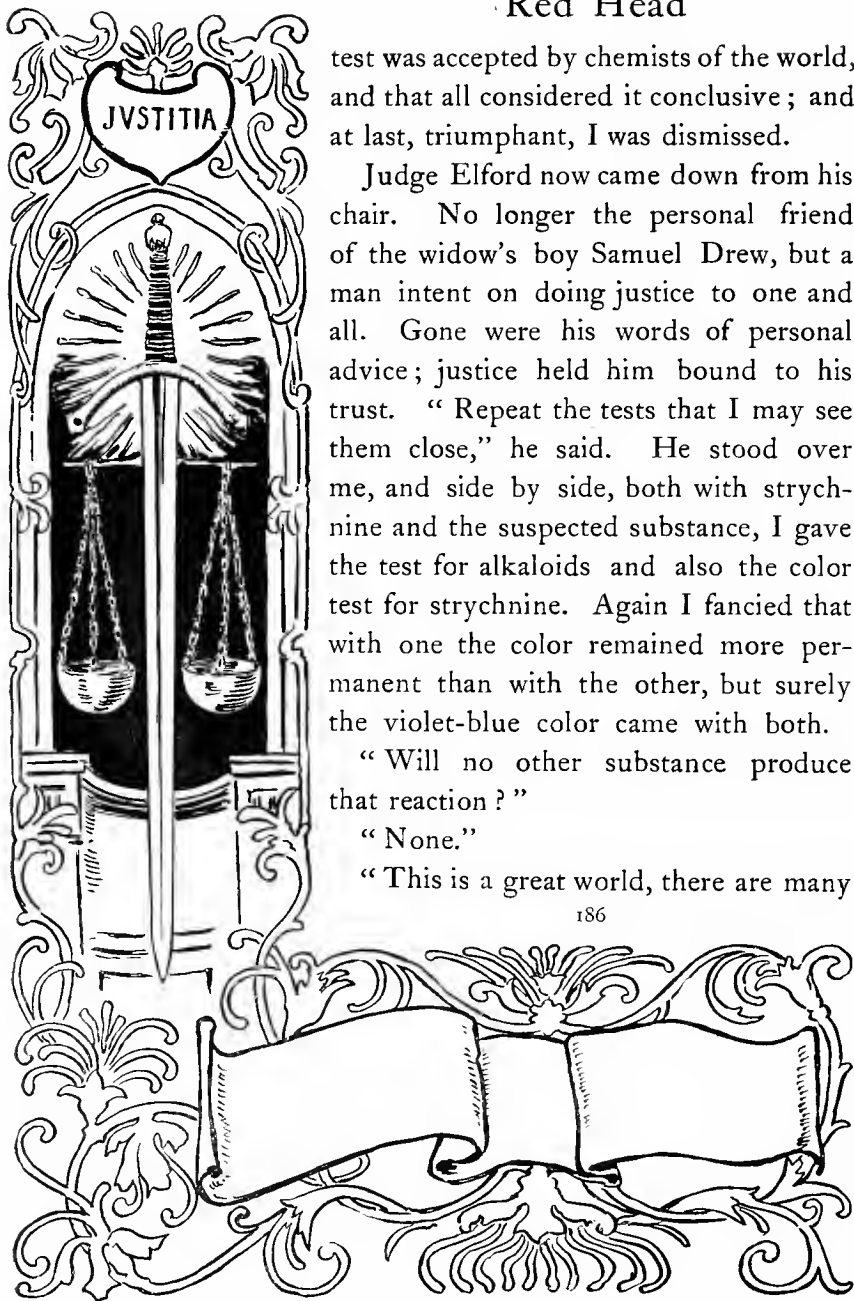 Red Head
JVSTITIA
test was accepted by chemists of the world,
and that all considered it conclusive ; and
at last, triumphant, I was dismissed.
Judge Elford now came down from his
chair. No longer the personal friend
of the widow's boy Samuel Drew, but a
man intent on doing justice to one and
all. Gone were his words of personal
advice ; justice held him bound to his
trust. “ Repeat the tests that I may see
them close,” he said. He stood over
me, and side by side, both with strych-
nine and the suspected substance, I gave
the test for alkaloids and also the color
test for strychnine. Again I fancied that
with one the color remained more per-
manent than with the other, but surely
the violet-blue color came with both.
“ Will no other substance produce
that reaction ? ”
“ None.”
“ This is a great world, there are many
186